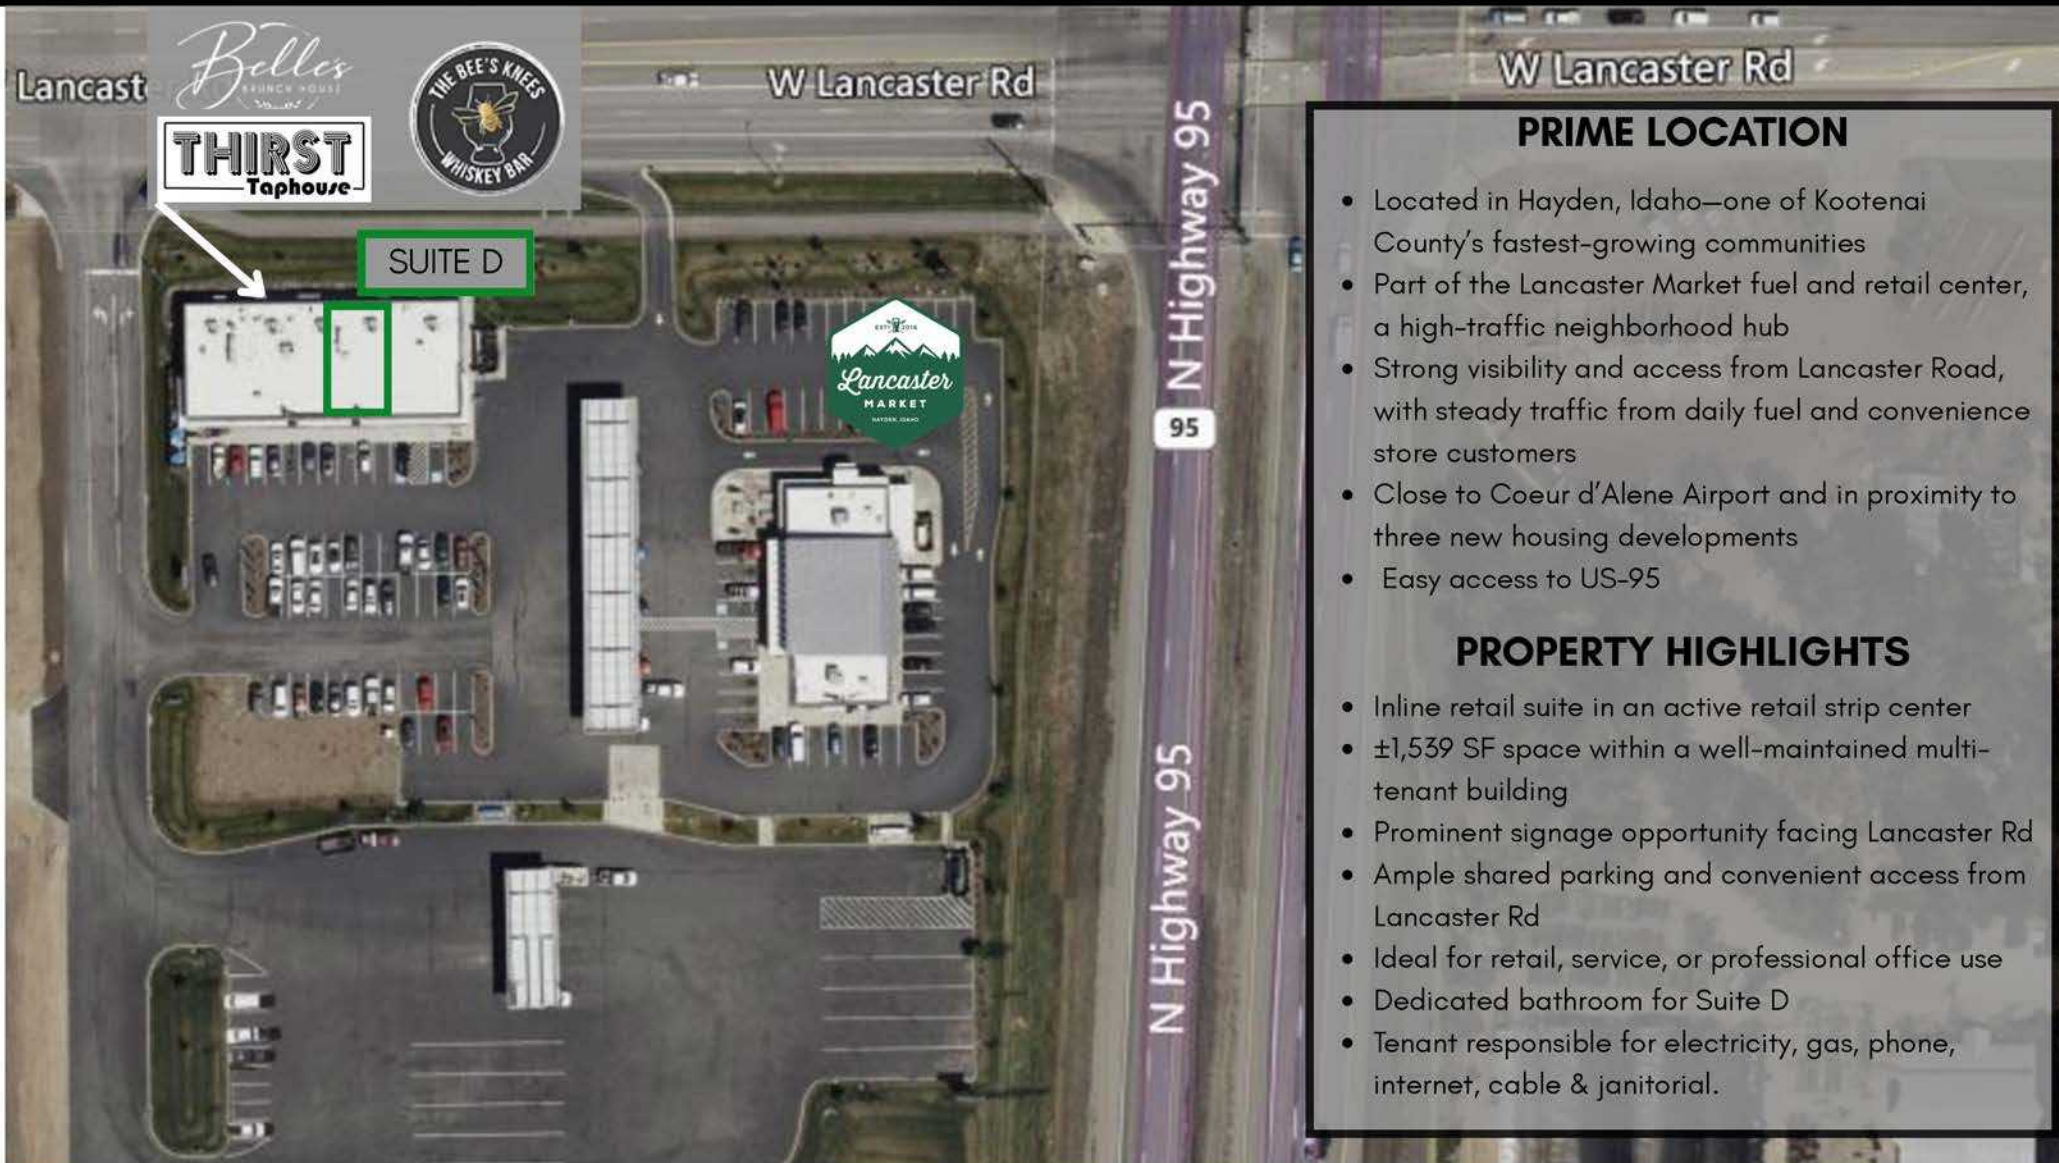 Belle's
BRUNCH HOUSE
THIRST
Taphouse
THE BEE'S KNEES
WHISKEY BAR
Lancast
W Lancaster Rd
W Lancaster Rd
SUITE D
N Highway 95
95
N Highway 95
ESTD 2016
Lancaster
MARKET
HAYDEN, IDAHO
PRIME LOCATION
• Located in Hayden, Idaho—one of Kootenai
County's fastest-growing communities
• Part of the Lancaster Market fuel and retail center,
a high-traffic neighborhood hub
• Strong visibility and access from Lancaster Road,
with steady traffic from daily fuel and convenience
store customers
• Close to Coeur d'Alene Airport and in proximity to
three new housing developments
• Easy access to US-95
PROPERTY HIGHLIGHTS
• Inline retail suite in an active retail strip center
• ±1,539 SF space within a well-maintained multi-
tenant building
• Prominent signage opportunity facing Lancaster Rd
• Ample shared parking and convenient access from
Lancaster Rd
• Ideal for retail, service, or professional office use
• Dedicated bathroom for Suite D
• Tenant responsible for electricity, gas, phone,
internet, cable & janitorial.